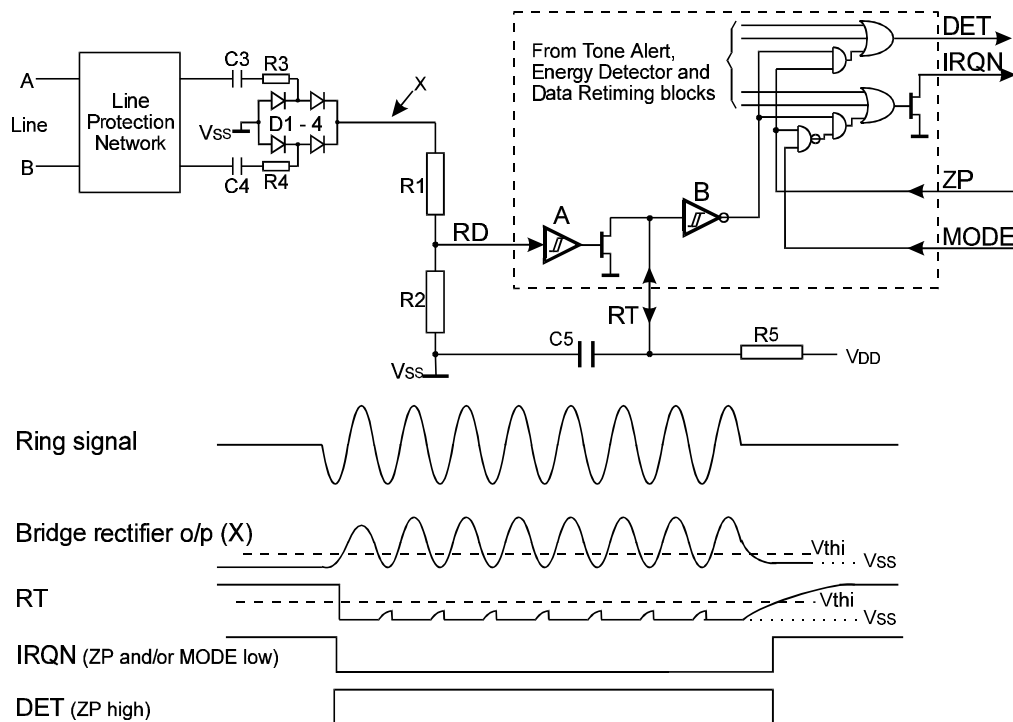 A
Line
B
Line
Protection
Network
C3
R3
VSS
D1 - 4
C4
R4
X
R1
RD
R2
VSS
From Tone Alert,
Energy Detector and
Data Retiming blocks
A
B
RT
C5
R5
VDD
DET
IRQN
ZP
MODE
Ring signal
Bridge rectifier o/p (X)
Vthi
VSS
RT
Vthi
VSS
IRQN (ZP and/or MODE low)
DET (ZP high)